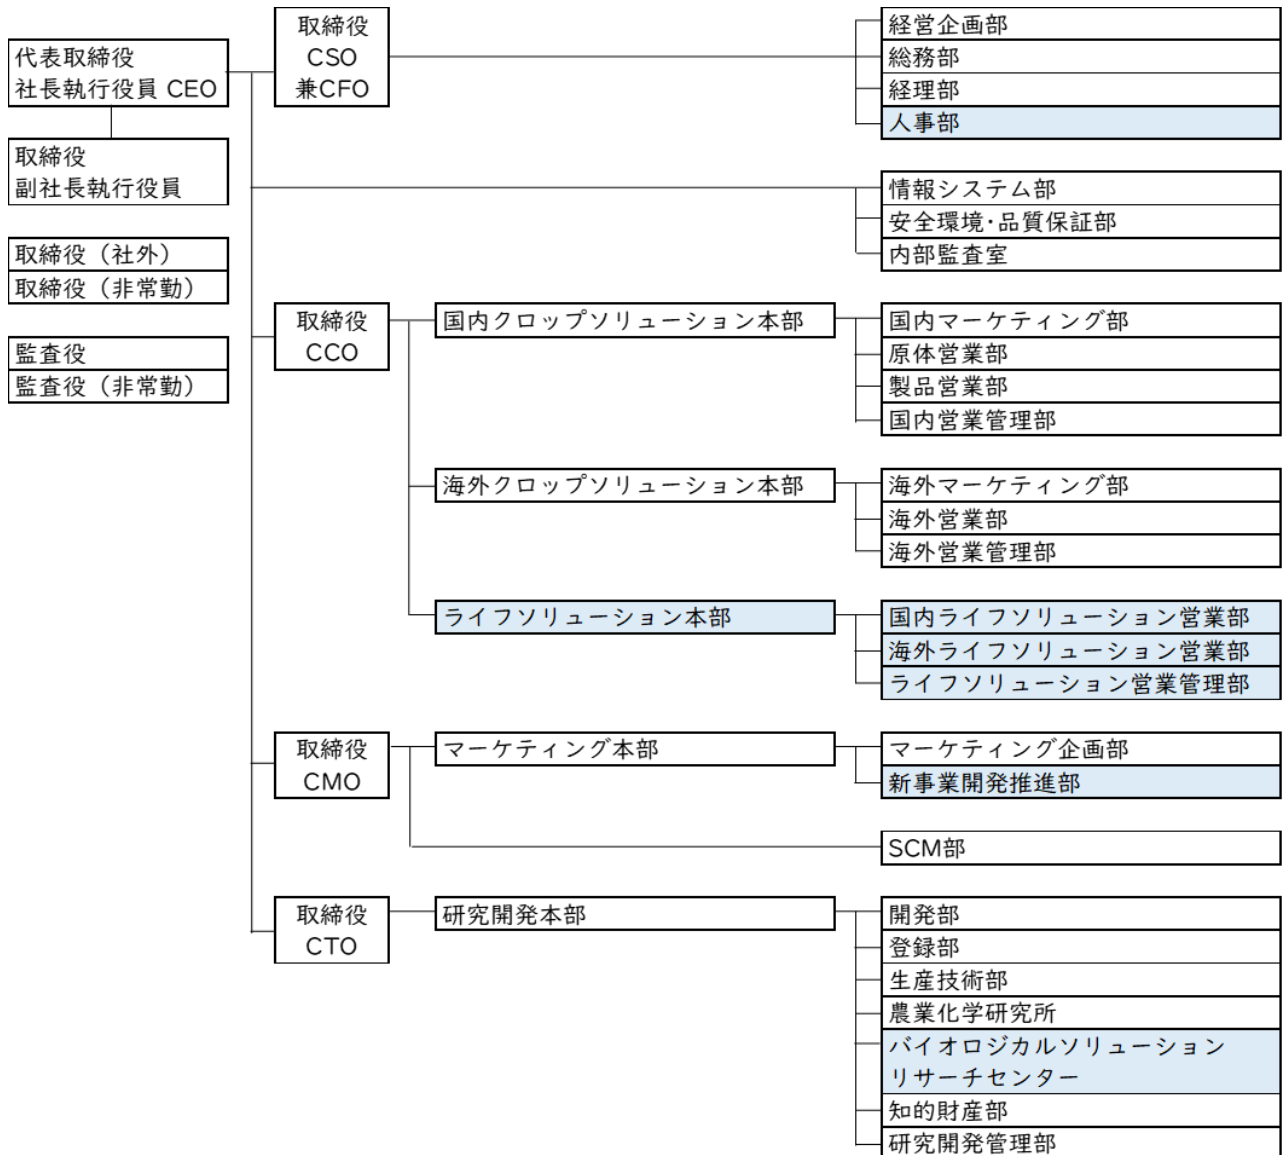 代表取締役
社長執行役員 CEO
取締役
副社長執行役員
取締役（社外）
取締役（非常勤）
監査役
監査役（非常勤）
取締役
CSO
兼CFO
経営企画部
総務部
経理部
人事部
情報システム部
安全環境･品質保証部
内部監査室
取締役
CCO
国内クロップソリューション本部
国内マーケティング部
原体営業部
製品営業部
国内営業管理部
海外クロップソリューション本部
海外マーケティング部
海外営業部
海外営業管理部
ライフソリューション本部
国内ライフソリューション営業部
海外ライフソリューション営業部
ライフソリューション営業管理部
取締役
CMO
マーケティング本部
マーケティング企画部
新事業開発推進部
SCM部
取締役
CTO
研究開発本部
開発部
登録部
生産技術部
農業化学研究所
バイオロジカルソリューション
リサーチセンター
知的財産部
研究開発管理部